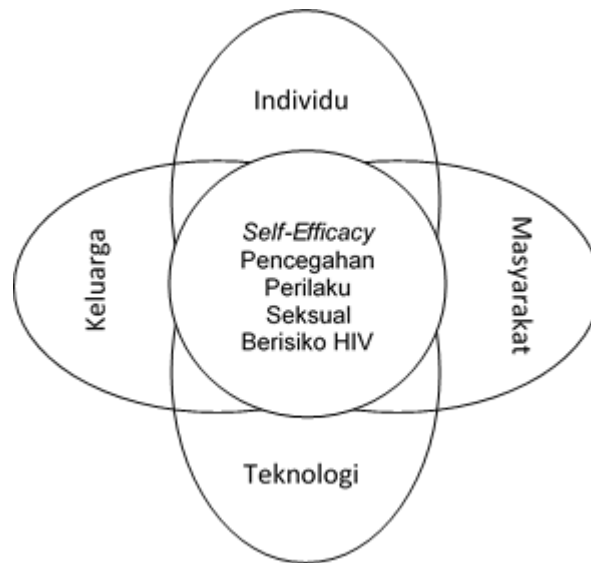 Individu
Keluarga
Self-Efficacy
Pencegahan
Perilaku
Seksual
Berisiko HIV
Masyarakat
Teknologi